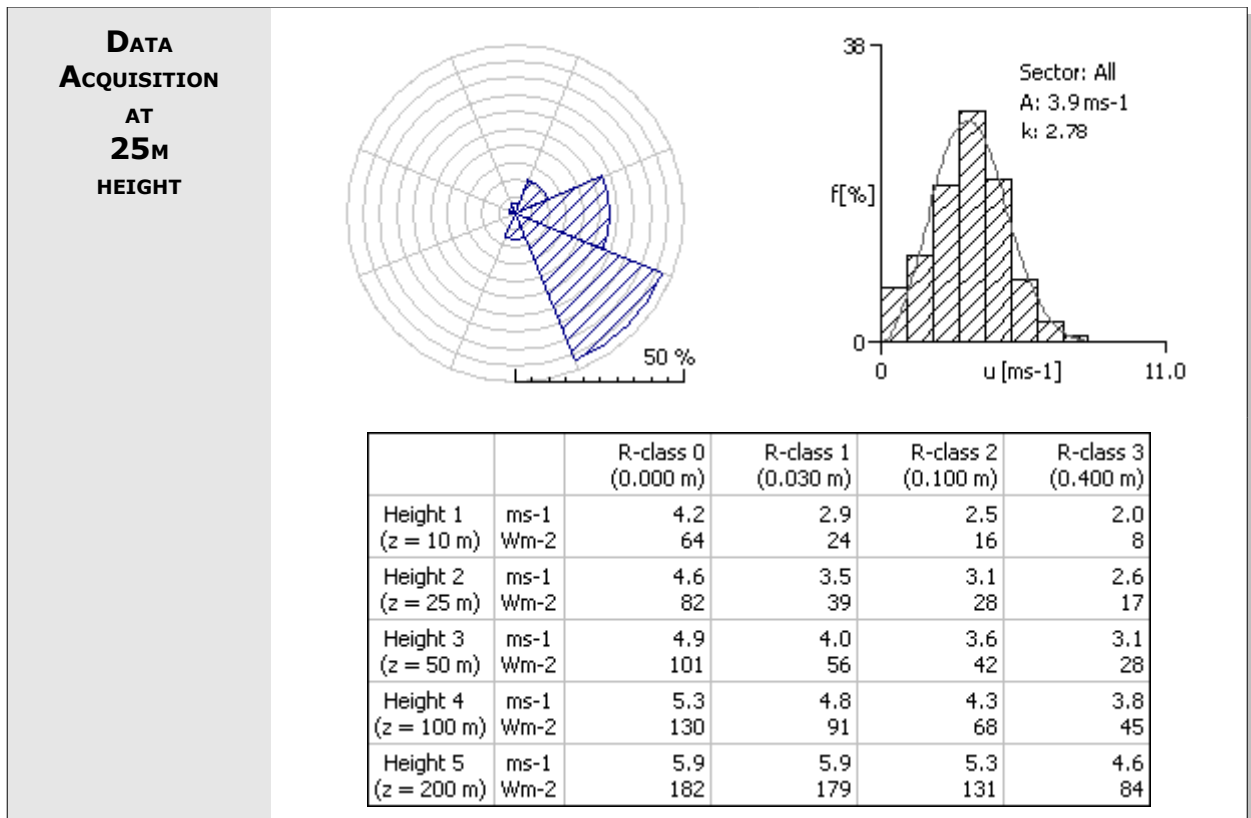 DATA
ACQUISITION
AT
25M
HEIGHT
50 %
38
f[%]
0
0
u [ms-1]
11.0
Sector: All
A: 3.9 ms-1
k: 2.78
R-class 0 R-class 1 R-class 2 R-class 3
(0.000 m) (0.030 m) (0.100 m) (0.400 m)
Height 1 ms-1 4.2 2.9 2.5 2.0
(z = 10 m) Wm-2 64 24 16 8
Height 2 ms-1 4.6 3.5 3.1 2.6
(z = 25 m) Wm-2 82 39 28 17
Height 3 ms-1 4.9 4.0 3.6 3.1
(z = 50 m) Wm-2 101 56 42 28
Height 4 ms-1 5.3 4.8 4.3 3.8
(z = 100 m) Wm-2 130 91 68 45
Height 5 ms-1 5.9 5.9 5.3 4.6
(z = 200 m) Wm-2 182 179 131 84